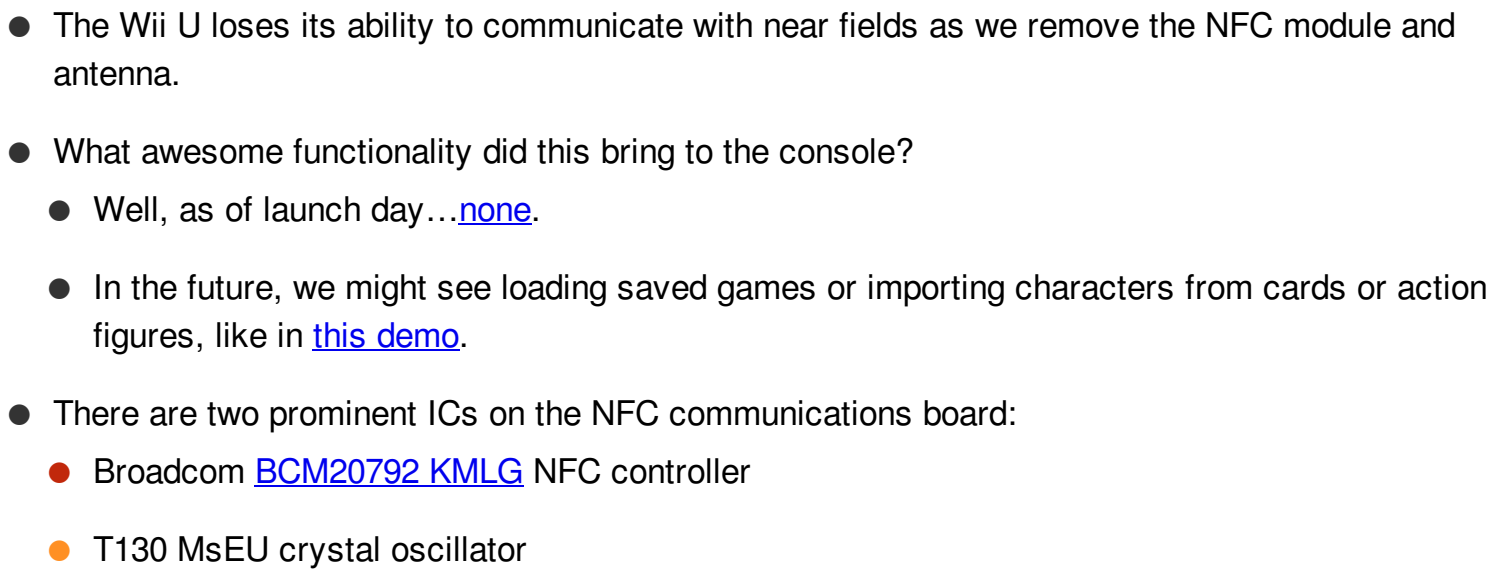 The Wii U loses its ability to communicate with near fields as we remove the NFC module and
antenna.
What awesome functionality did this bring to the console?
Well, as of launch day…none.
In the future, we might see loading saved games or importing characters from cards or action
figures, like in this demo.
There are two prominent ICs on the NFC communications board:
Broadcom BCM20792 KMLG NFC controller
T130 MsEU crystal oscillator